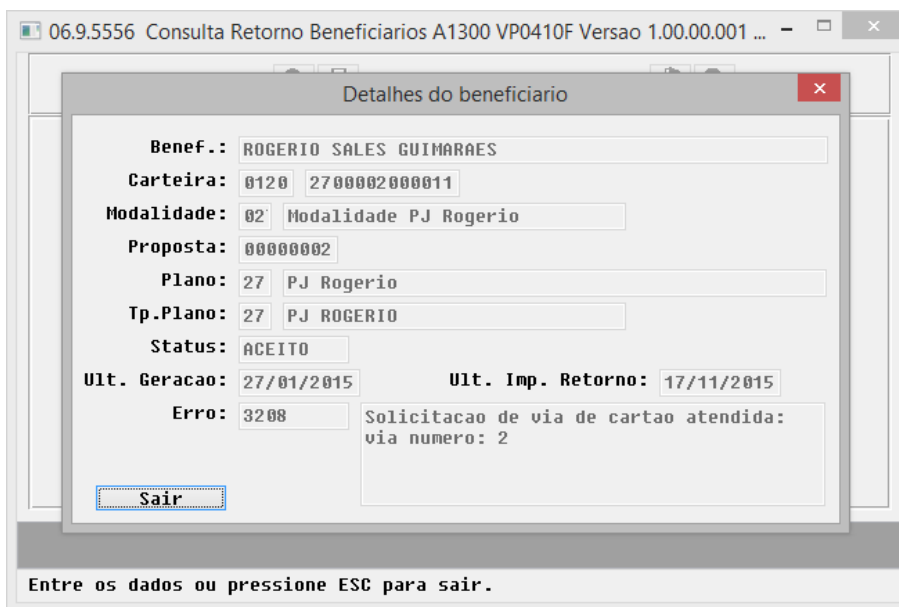 06.9.5556 Consulta Retorno Beneficiarios A1300 VP0410F Versao 1.00.00.001 ...
Detalhes do beneficiario
Benef.: ROGERIO SALES GUIMARAES
Carteira: 0120 2700002000011
Modalidade: 02 Modalidade PJ Rogerio
Proposta: 00000002
Plano: 27 PJ Rogerio
Tp.Plano: 27 PJ ROGERIO
Status: ACEITO
Ult. Geracao: 27/01/2015 Ult. Imp. Retorno: 17/11/2015
Erro: 3208 Solicitacao de via de cartao atendida:
via numero: 2
Sair
Entre os dados ou pressione ESC para sair.